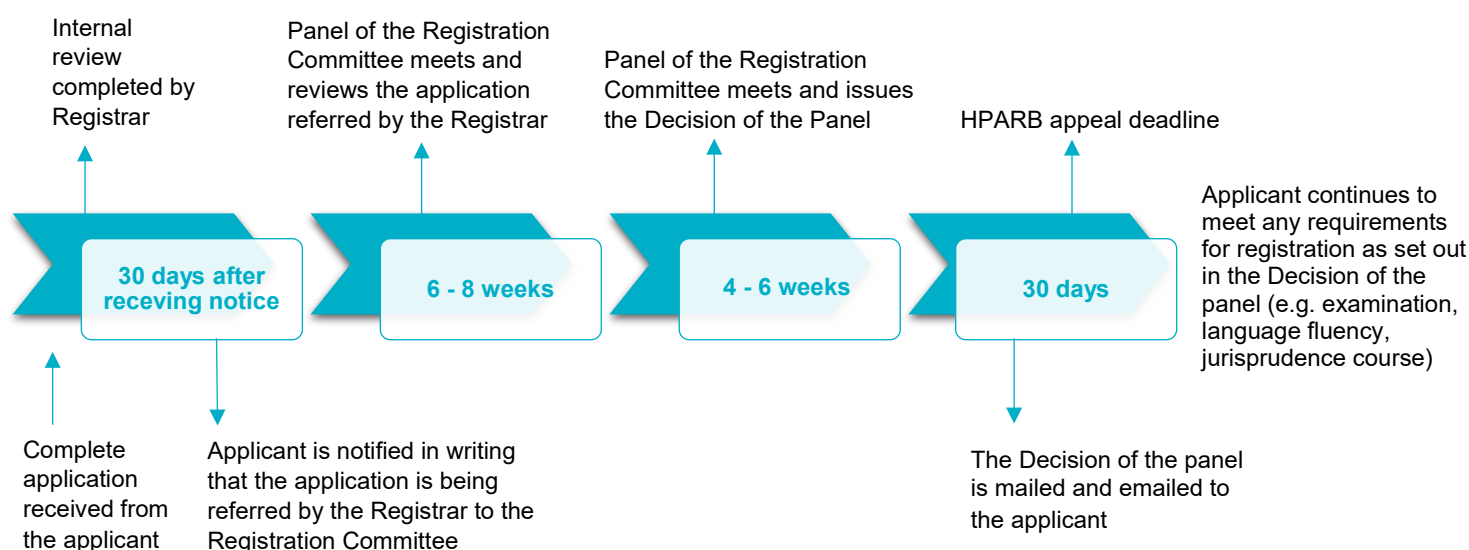 Internal
review
completed by
Registrar
Panel of the Registration
Committee meets and
reviews the application
referred by the Registrar
Panel of the Registration
Committee meets and issues
the Decision of the Panel
HPARB appeal deadline
30 days after
receving notice
6 - 8 weeks
4 - 6 weeks
30 days
Applicant continues to
meet any requirements
for registration as set out
in the Decision of the
panel (e.g. examination,
language fluency,
jurisprudence course)
Complete
application
received from
the applicant
Applicant is notified in writing
that the application is being
referred by the Registrar to the
Registration Committee
The Decision of the panel
is mailed and emailed to
the applicant